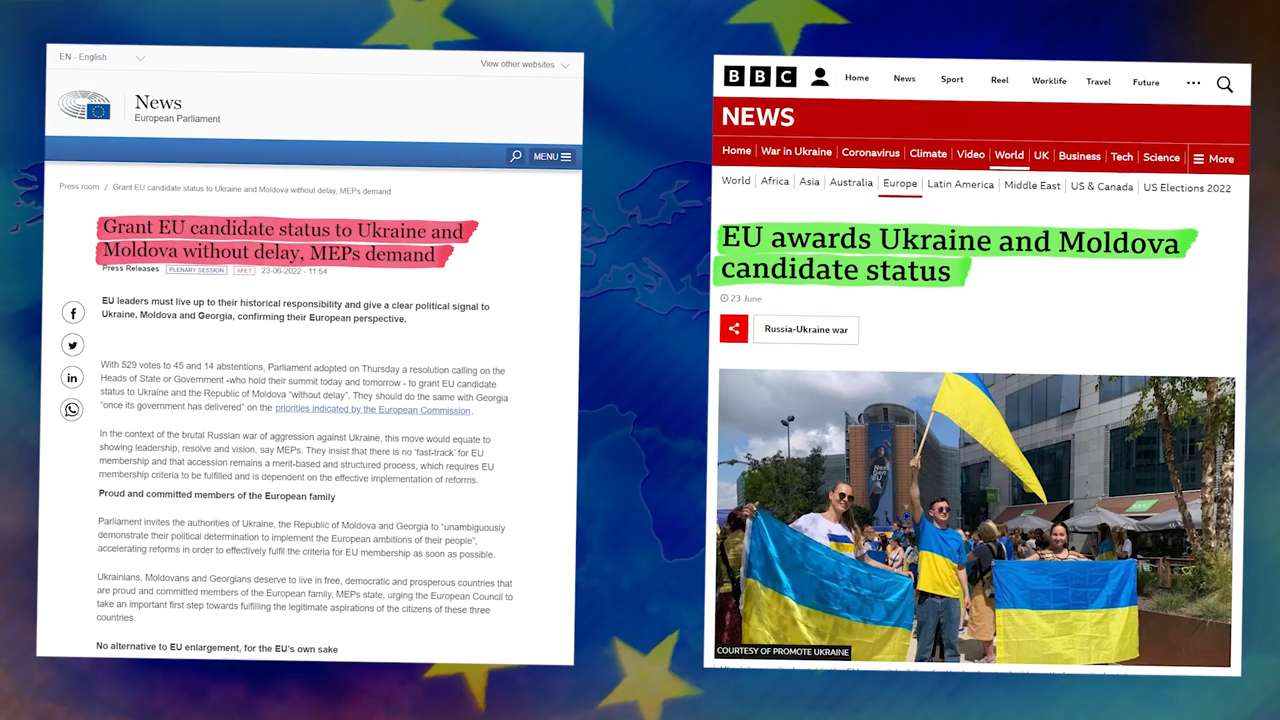 EN - English
View other websites
News
European Parliament
MENU
Press room / Grant EU candidate status to Ukraine and Moldova without delay, MEPs demand
Grant EU candidate status to Ukraine and
Moldova without delay, MEPs demand
Press Releases PLENARY SESSION AFET 23-06-2022 - 11:54
EU leaders must live up to their historical responsibility and give a clear political signal to
Ukraine, Moldova and Georgia, confirming their European perspective.
With 529 votes to 45 and 14 abstentions, Parliament adopted on Thursday a resolution calling on the
Heads of State or Government -who hold their summit today and tomorrow - to grant EU candidate
status to Ukraine and the Republic of Moldova “without delay”. They should do the same with Georgia
“once its government has delivered” on the priorities indicated by the European Commission.
In the context of the brutal Russian war of aggression against Ukraine, this move would equate to
showing leadership, resolve and vision, say MEPs. They insist that there is no ‘fast-track’ for EU
membership and that accession remains a merit-based and structured process, which requires EU
membership criteria to be fulfilled and is dependent on the effective implementation of reforms.
Proud and committed members of the European family
Parliament invites the authorities of Ukraine, the Republic of Moldova and Georgia to “unambiguously
demonstrate their political determination to implement the European ambitions of their people”,
accelerating reforms in order to effectively fulfil the criteria for EU membership as soon as possible.
Ukrainians, Moldovans and Georgians deserve to live in free, democratic and prosperous countries that
are proud and committed members of the European family, MEPs state, urging the European Council to
take an important first step towards fulfilling the legitimate aspirations of the citizens of these three
countries.
No alternative to EU enlargement, for the EU's own sake
BBC Home News Sport Reel Worklife Travel Future
NEWS
Home War in Ukraine Coronavirus Climate Video World UK Business Tech Science More
World Africa Asia Australia Europe Latin America Middle East US & Canada US Elections 2022
EU awards Ukraine and Moldova
candidate status
23 June
Russia-Ukraine war
Next
Gen
EU
COURTESY OF PROMOTE UKRAINE